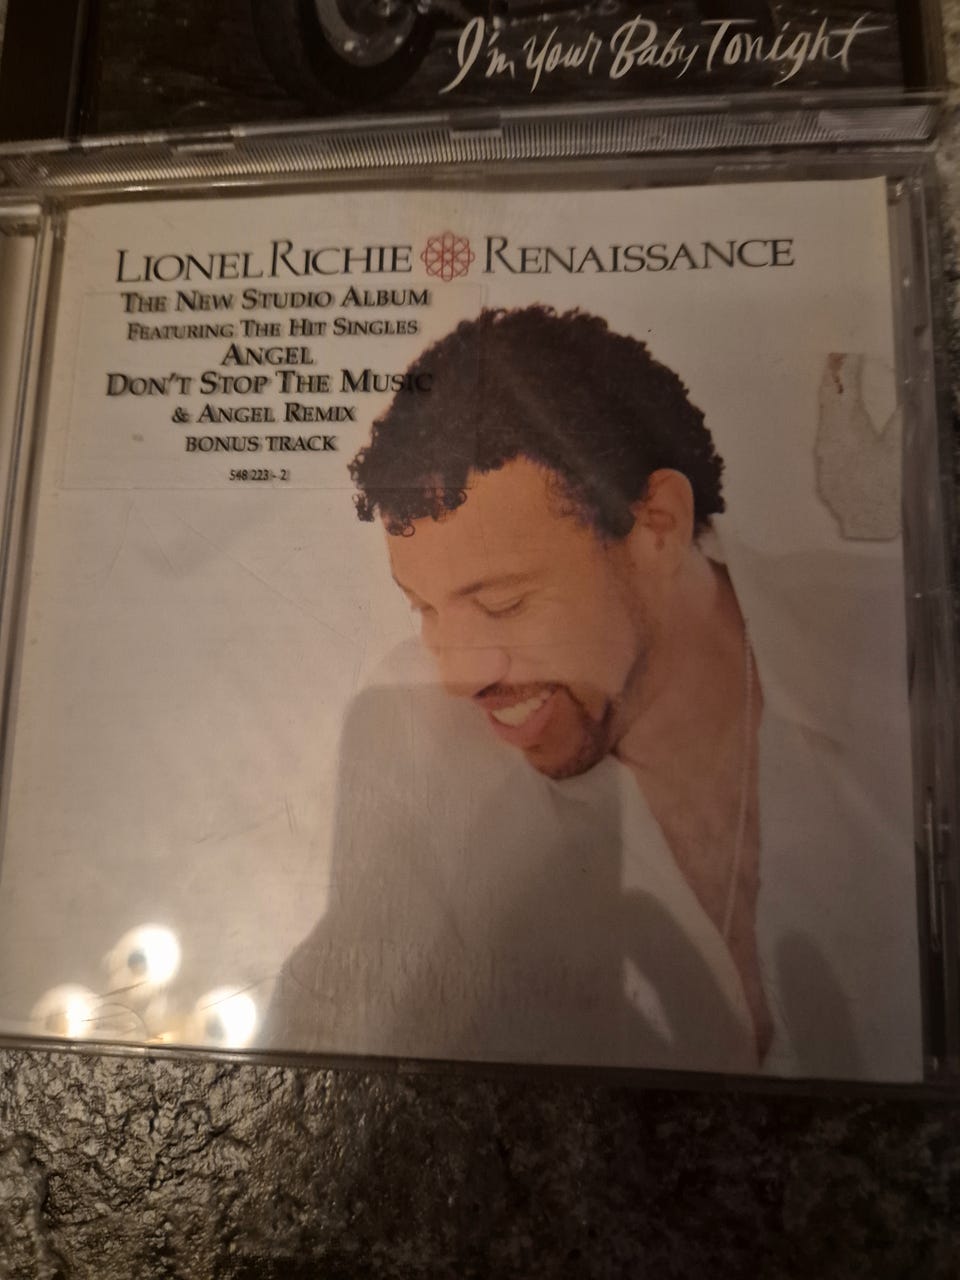 I'm Your Baby Tonight
LIONEL RICHIE RENAISSANCE
THE NEW STUDIO ALBUM
FEATURING THE HIT SINGLES
ANGEL
DON'T STOP THE MUSIC
& ANGEL REMIX
BONUS TRACK
548 223 - 2